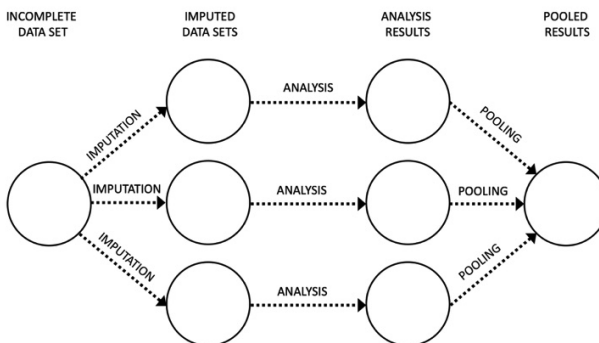 INCOMPLETE
DATA SET
IMPUTED
DATA SETS
ANALYSIS
RESULTS
POOLED
RESULTS
IMPUTATION
ANALYSIS
POOLING
IMPUTATION
ANALYSIS
POOLING
IMPUTATION
ANALYSIS
POOLING